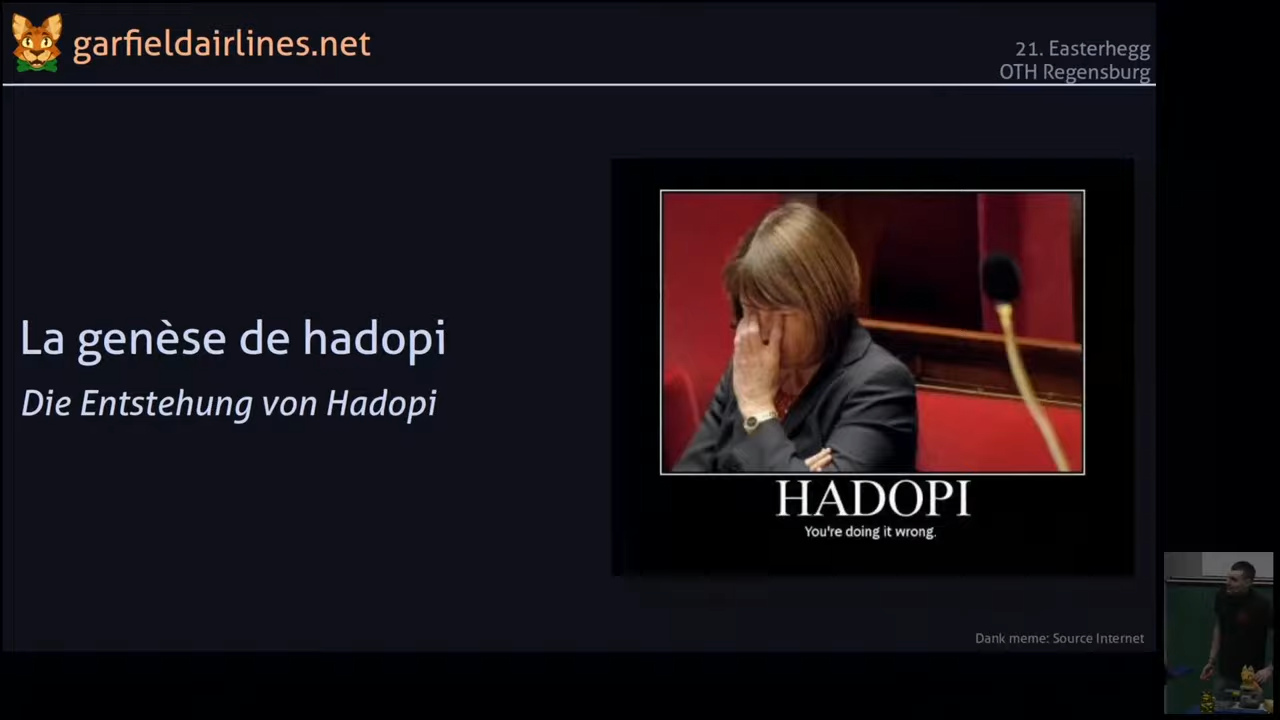 garfieldairlines.net
21. Easterhegg
OTH Regensburg
La genèse de hadopi
Die Entstehung von Hadopi
HADOPI
You're doing it wrong.
Dank meme: Source Internet